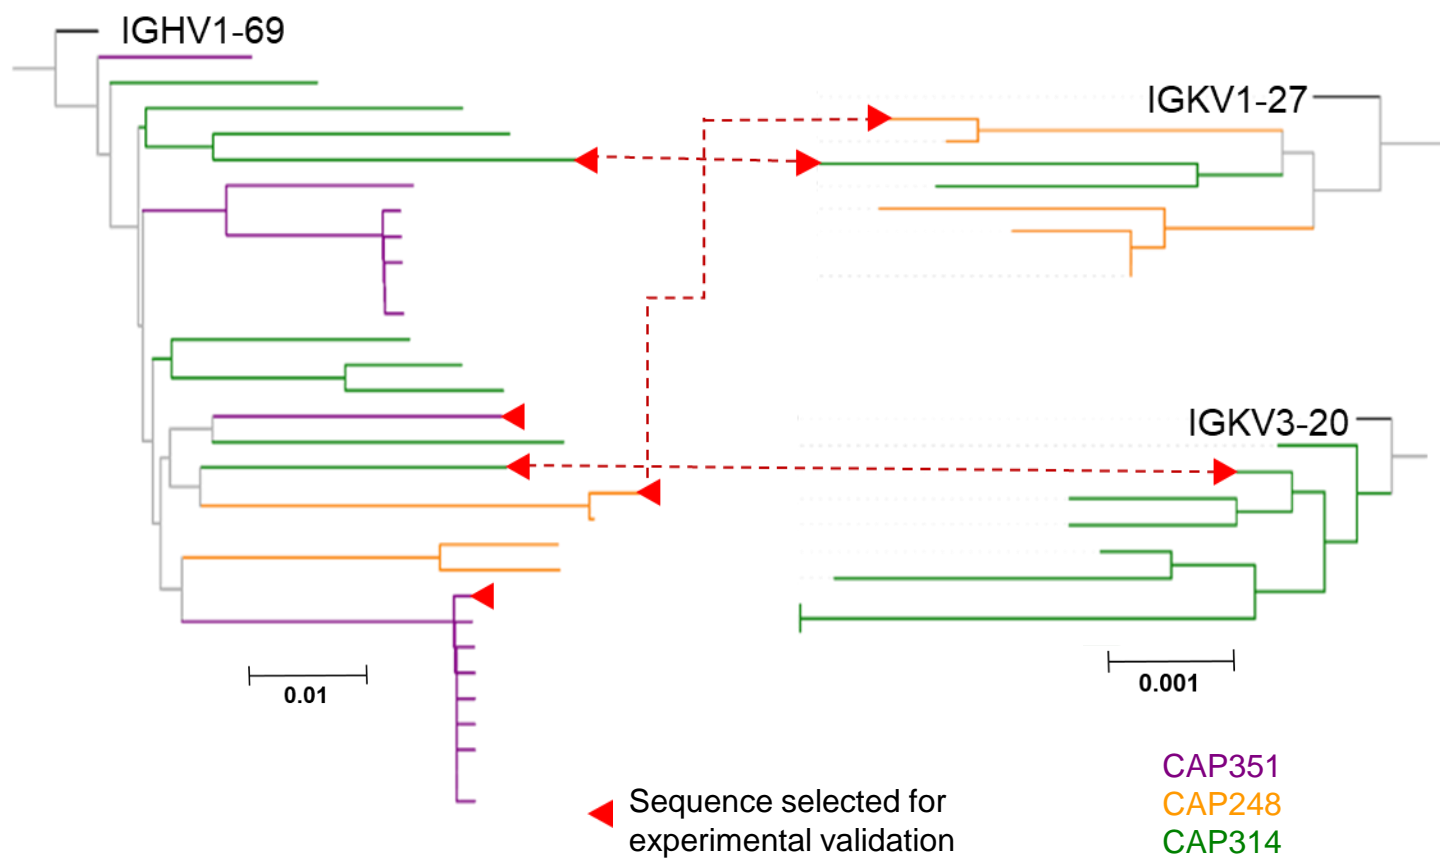 IGHV1-69
IGKV1-27
IGKV3-20
0.01
0.001
CAP351
CAP248
CAP314
Sequence selected for
experimental validation